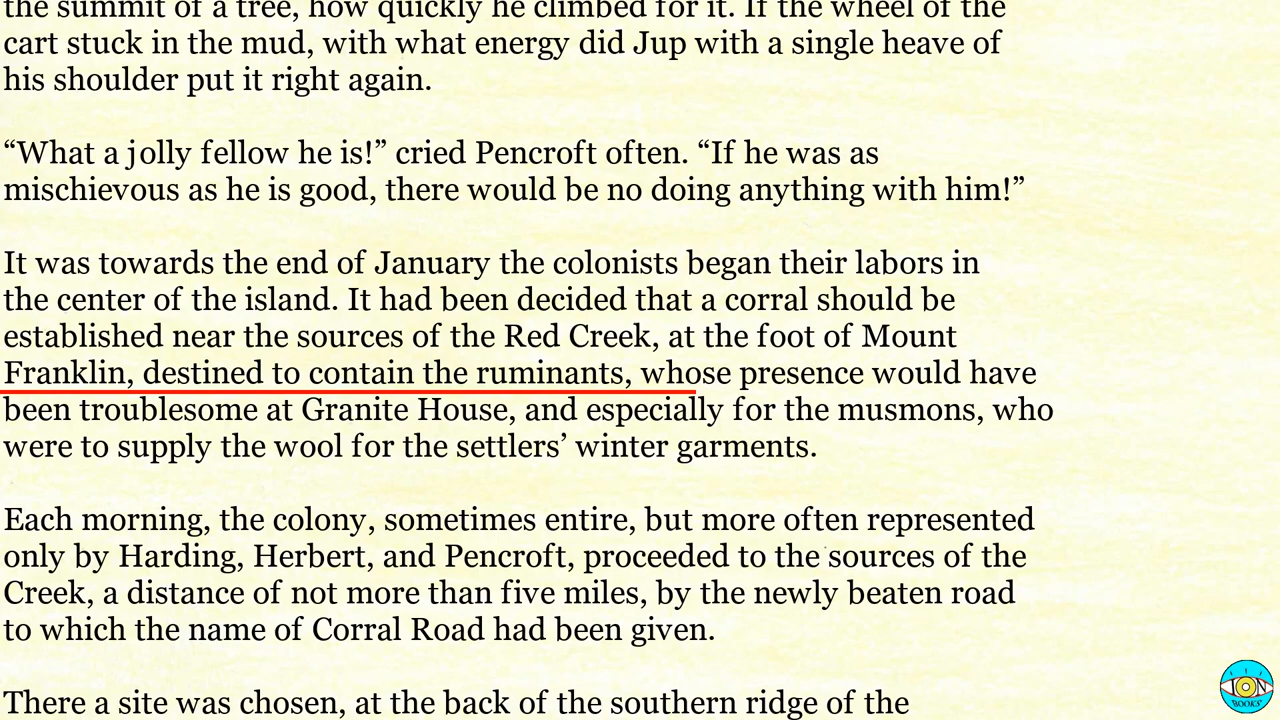 the summit of a tree, how quickly he climbed for it. If the wheel of the
cart stuck in the mud, with what energy did Jup with a single heave of
his shoulder put it right again.
“What a jolly fellow he is!” cried Pencroft often. “If he was as
mischievous as he is good, there would be no doing anything with him!”
It was towards the end of January the colonists began their labors in
the center of the island. It had been decided that a corral should be
established near the sources of the Red Creek, at the foot of Mount
Franklin, destined to contain the ruminants, whose presence would have
been troublesome at Granite House, and especially for the musmons, who
were to supply the wool for the settlers’ winter garments.
Each morning, the colony, sometimes entire, but more often represented
only by Harding, Herbert, and Pencroft, proceeded to the sources of the
Creek, a distance of not more than five miles, by the newly beaten road
to which the name of Corral Road had been given.
There a site was chosen, at the back of the southern ridge of the
ION
BOOKS